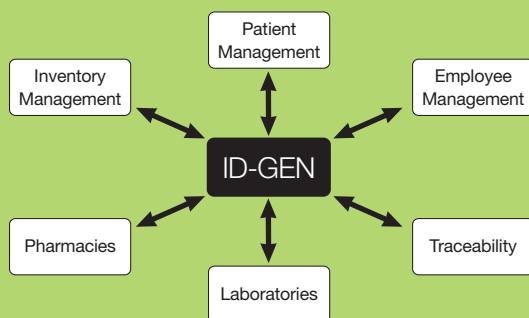 Patient
Management
Inventory
Management
Employee
Management
ID-GEN
Pharmacies
Traceability
Laboratories